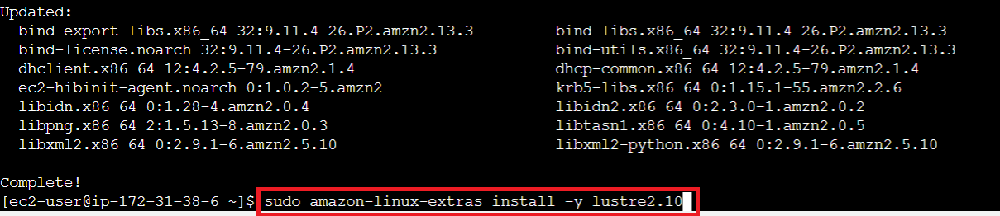 Updated:
bind-export-libs.x86_64 32:9.11.4-26.P2.amzn2.13.3 bind-libs.x86_64 32:9.11.4-26.P2.amzn2.13.3
bind-license.noarch 32:9.11.4-26.P2.amzn2.13.3 bind-utils.x86_64 32:9.11.4-26.P2.amzn2.13.3
dhclient.x86_64 12:4.2.5-79.amzn2.1.4 dhcp-common.x86_64 12:4.2.5-79.amzn2.1.4
ec2-hibinit-agent.noarch 0:1.0.2-5.amzn2 krb5-libs.x86_64 0:1.15.1-55.amzn2.2.6
libidn.x86_64 0:1.28-4.amzn2.0.4 libidn2.x86_64 0:2.3.0-1.amzn2.0.2
libpng.x86_64 2:1.5.13-8.amzn2.0.3 libtasn1.x86_64 0:4.10-1.amzn2.0.5
libxml2.x86_64 0:2.9.1-6.amzn2.5.10 libxml2-python.x86_64 0:2.9.1-6.amzn2.5.10
Complete!
[ec2-user@ip-172-31-38-6 ~]$ sudo amazon-linux-extras install -y lustre2.10